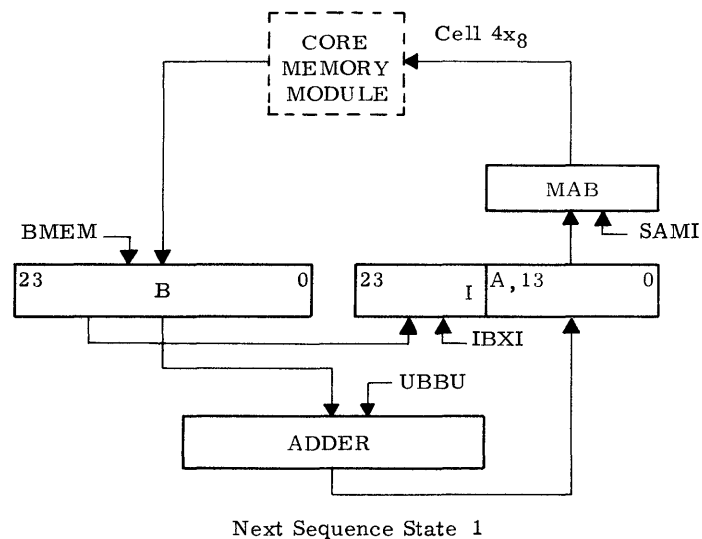 Cell 4x8
CORE
MEMORY
MODULE
MAB
BMEM
SAMI
23 B 0
23 I A,13 0
IBXI
UBBU
ADDER
Next Sequence State 1